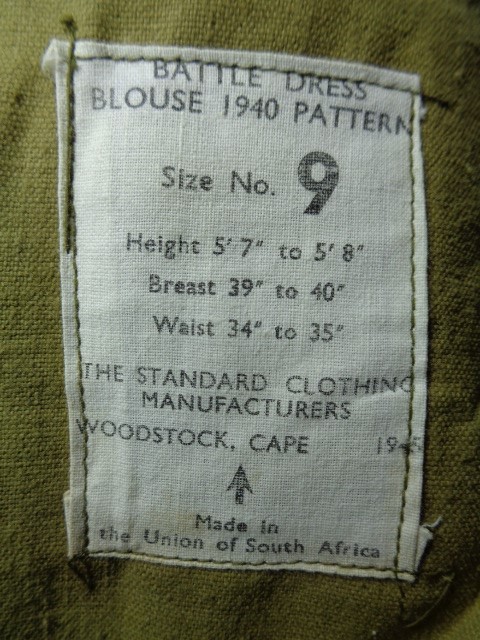 BATTLE DRESS
BLOUSE 1940 PATTERN
Size No. 9
Height 5' 7" to 5' 8"
Breast 39" to 40"
Waist 34" to 35"
THE STANDARD CLOTHING
MANUFACTURERS
WOODSTOCK, CAPE 1945
Made in
the Union of South Africa